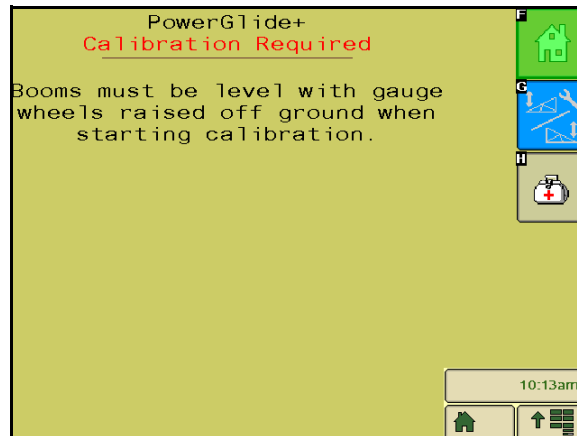 PowerGlide+
Calibration Required
Booms must be level with gauge
wheels raised off ground when
starting calibration.
F
G
H
10:13am